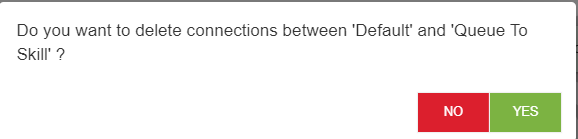 Do you want to delete connections between 'Default' and 'Queue To
Skill' ?
NO YES